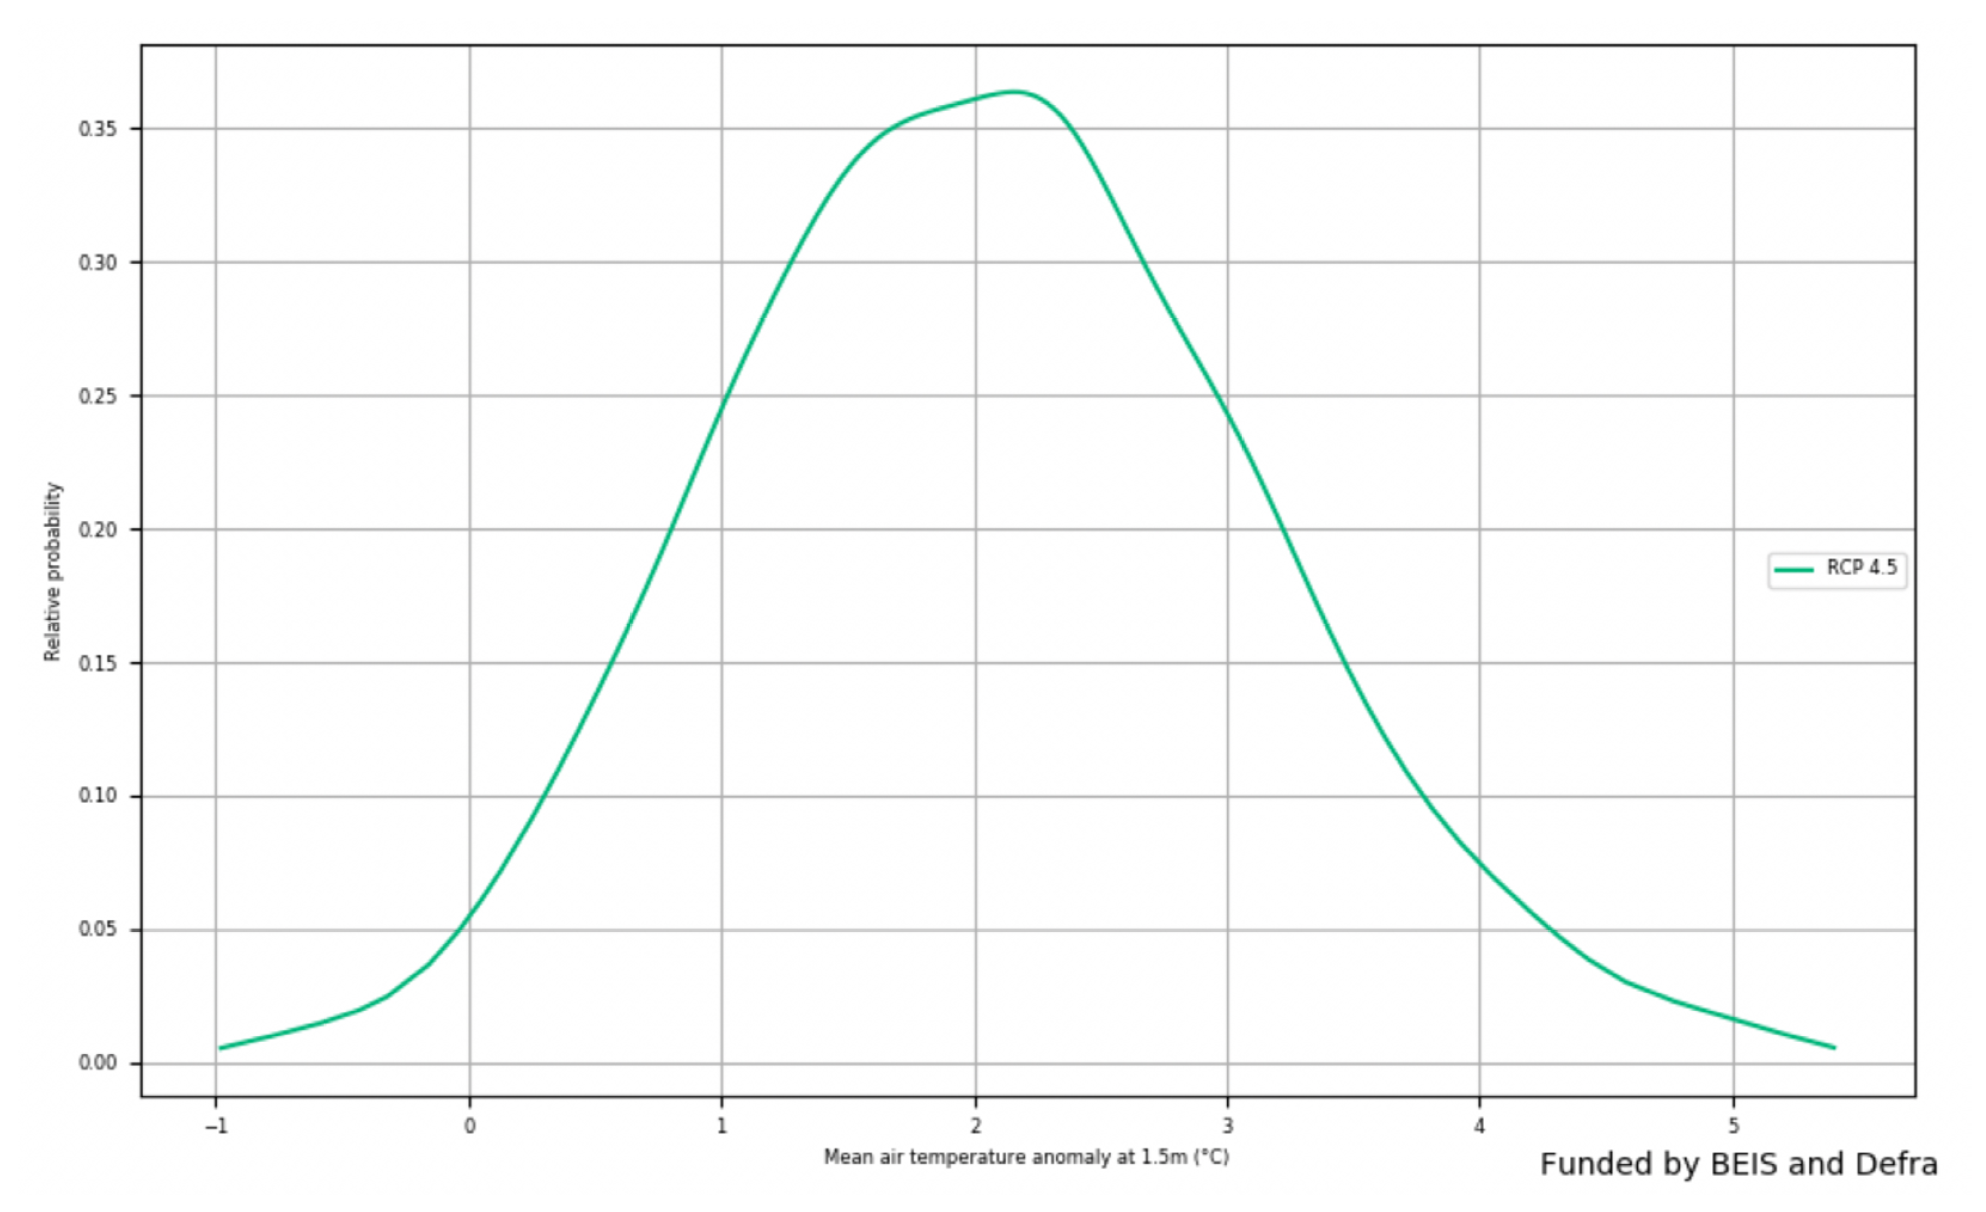 0.35
0.30
0.25
0.20
0.15
0.10
0.05
0.00
Relative probability
RCP 4.5
−1 0 1 2 3 4 5
Mean air temperature anomaly at 1.5m (°C)
Funded by BEIS and Defra